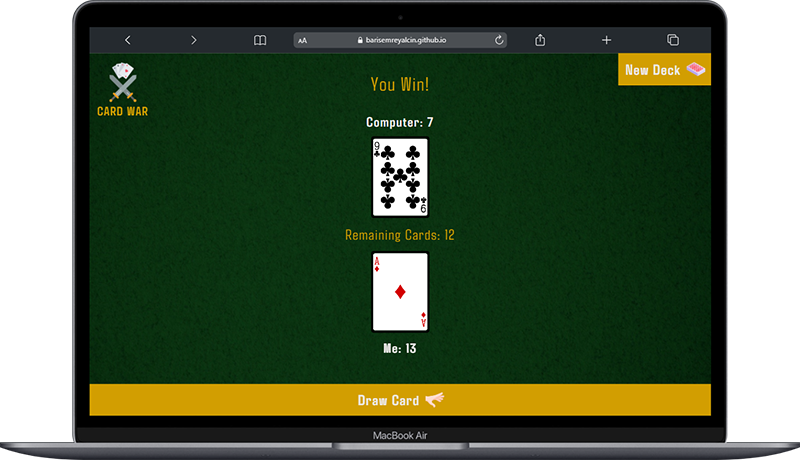 AA barisemreyalcin.github.io
CARD WAR
New Deck
You Win!
Computer: 7
9
9
Remaining Cards: 12
A
A
Me: 13
Draw Card
MacBook Air